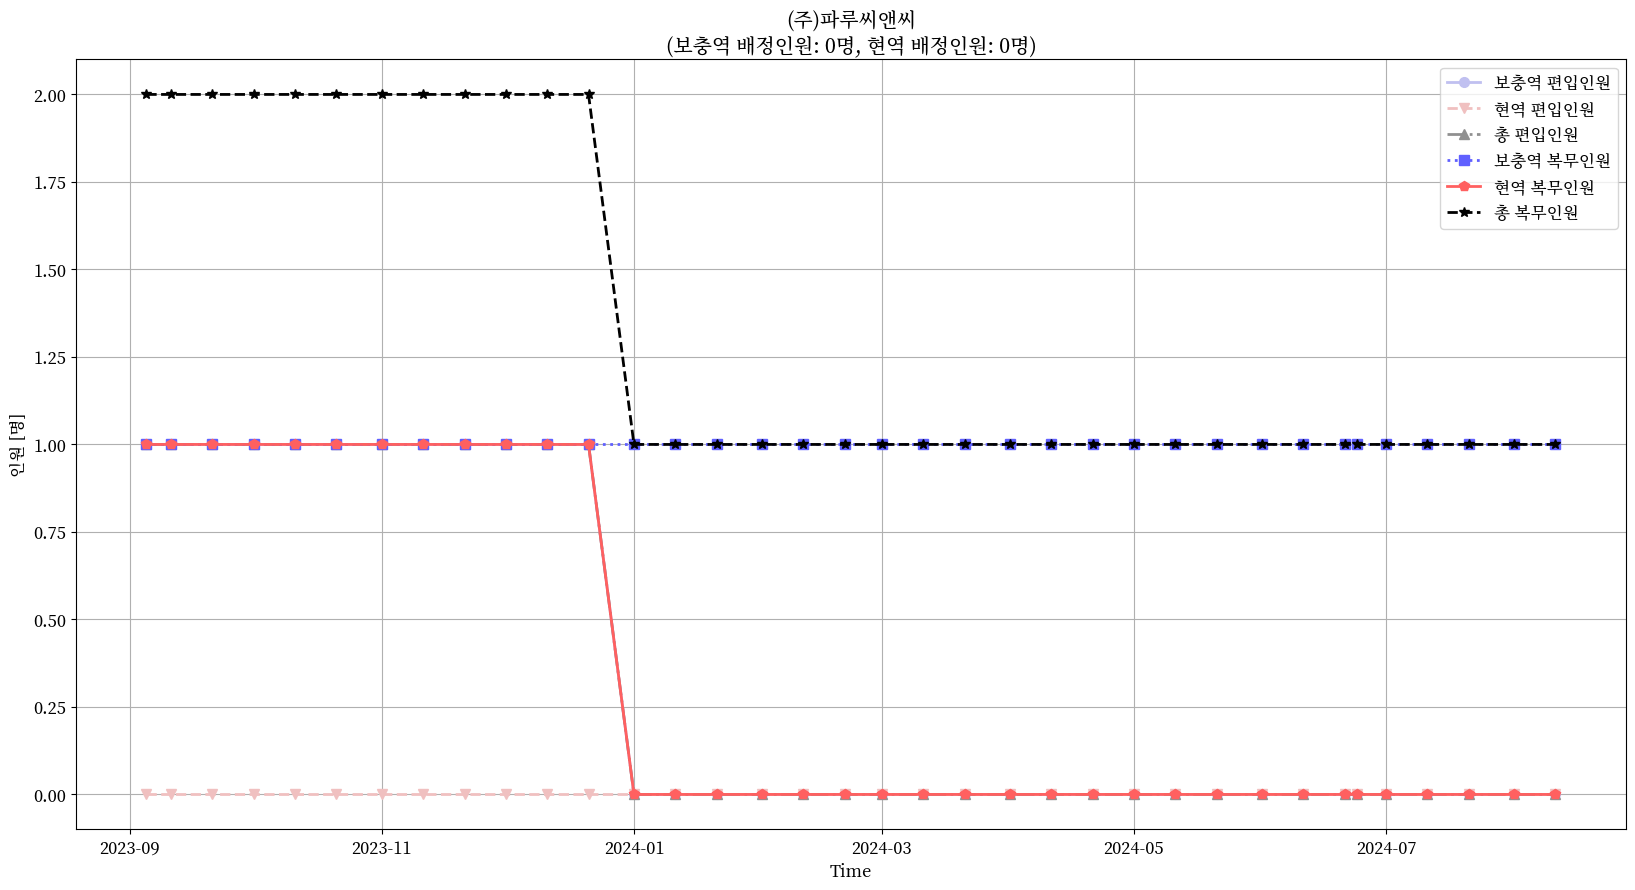 (주)파루씨앤씨
(보충역 배정인원: 0명, 현역 배정인원: 0명)
보충역 편입인원
현역 편입인원
총 편입인원
보충역 복무인원
현역 복무인원
총 복무인원
2.00
1.75
1.50
1.25
1.00
0.75
0.50
0.25
0.00
인원 [명]
2023-09
2023-11
2024-01
2024-03
2024-05
2024-07
Time